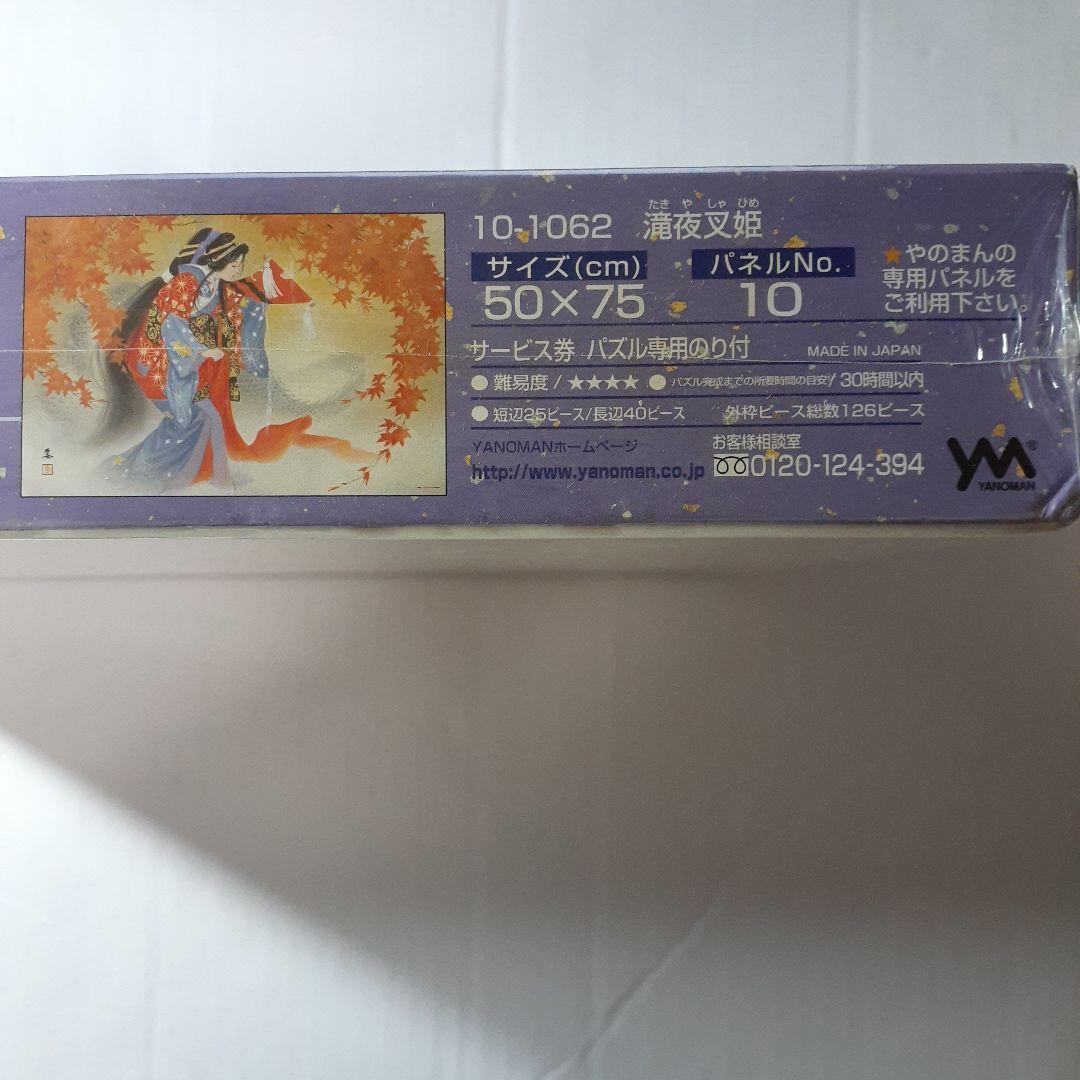 たき や しゃ ひめ
10-1062 滝夜叉姫
サイズ(cm) パネルNo.
50×75 10
★やのまんの
専用パネルを
ご利用下さい。
サービス券 パズル専用のり付 MADE IN JAPAN
●難易度/★★★★ ●パズル完成までの所要時間の目安/30時間以内
●短辺25ピース/長辺40ピース 外枠ピース総数126ピース
YANOMANホームページ お客様相談室
http://www.yanoman.co.jp 0120-124-394
YM®
YANOMAN